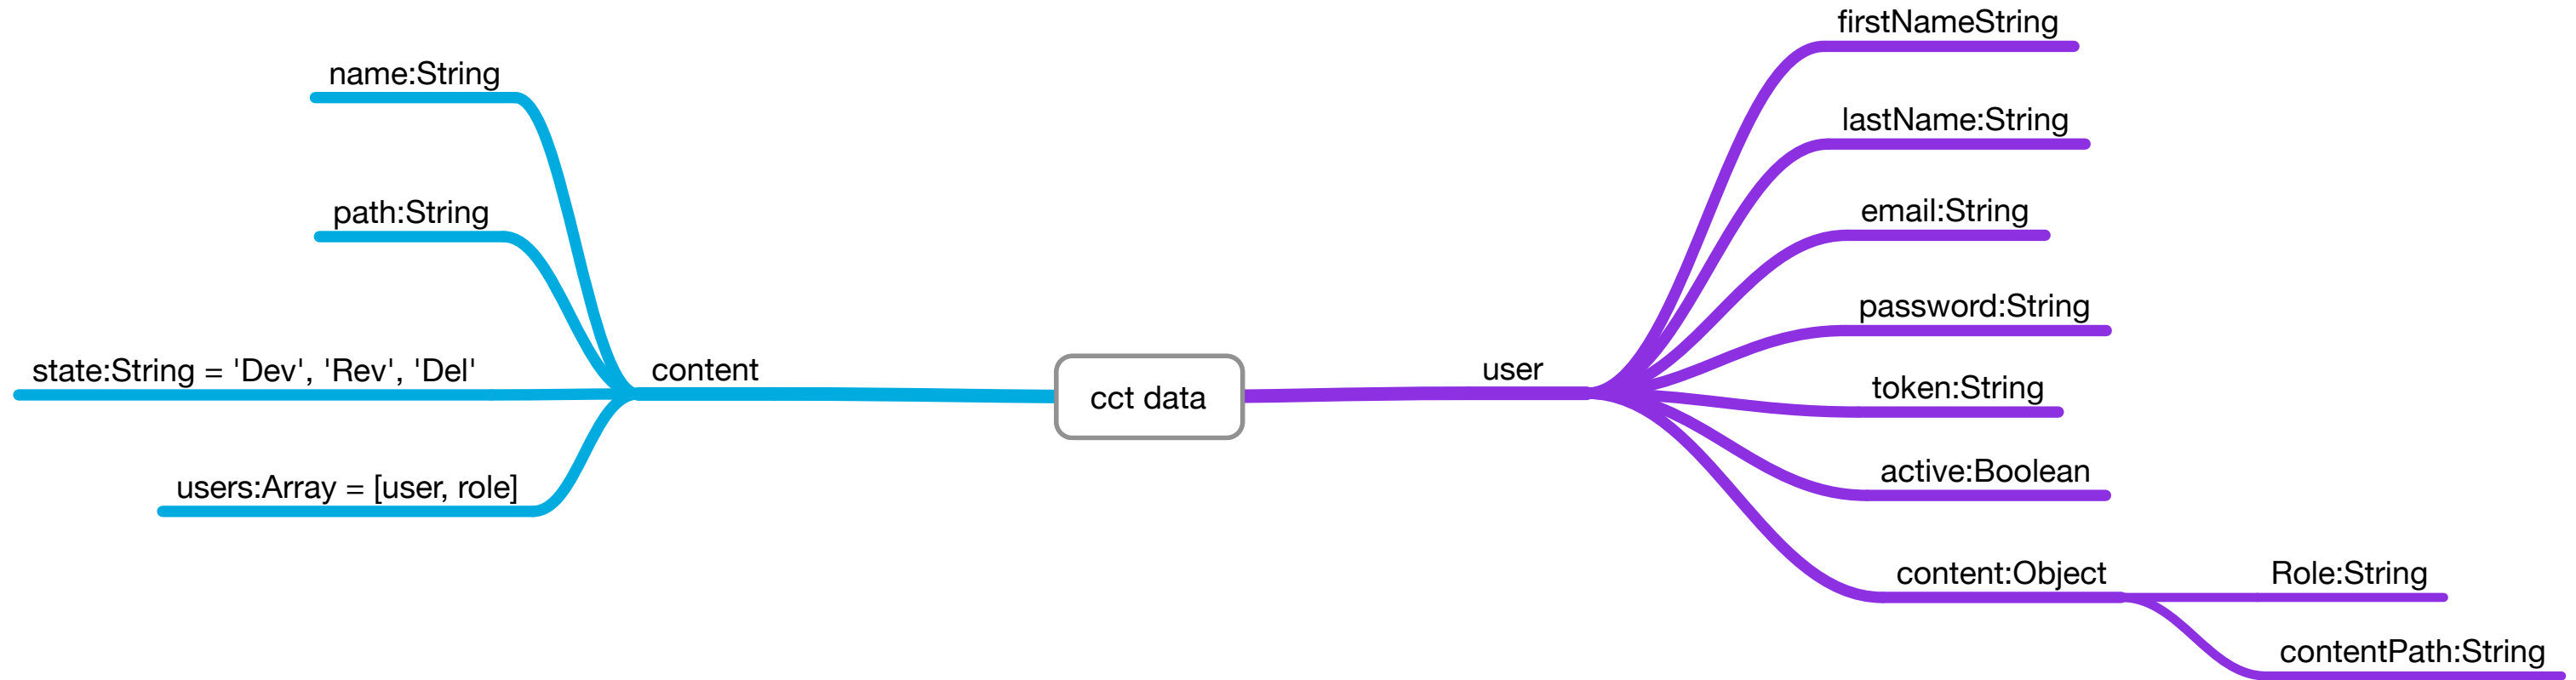 name:String
path:String
state:String = 'Dev', 'Rev', 'Del'
users:Array = [user, role]
content
cct data
user
firstNameString
lastName:String
email:String
password:String
token:String
active:Boolean
content:Object
Role:String
contentPath:String